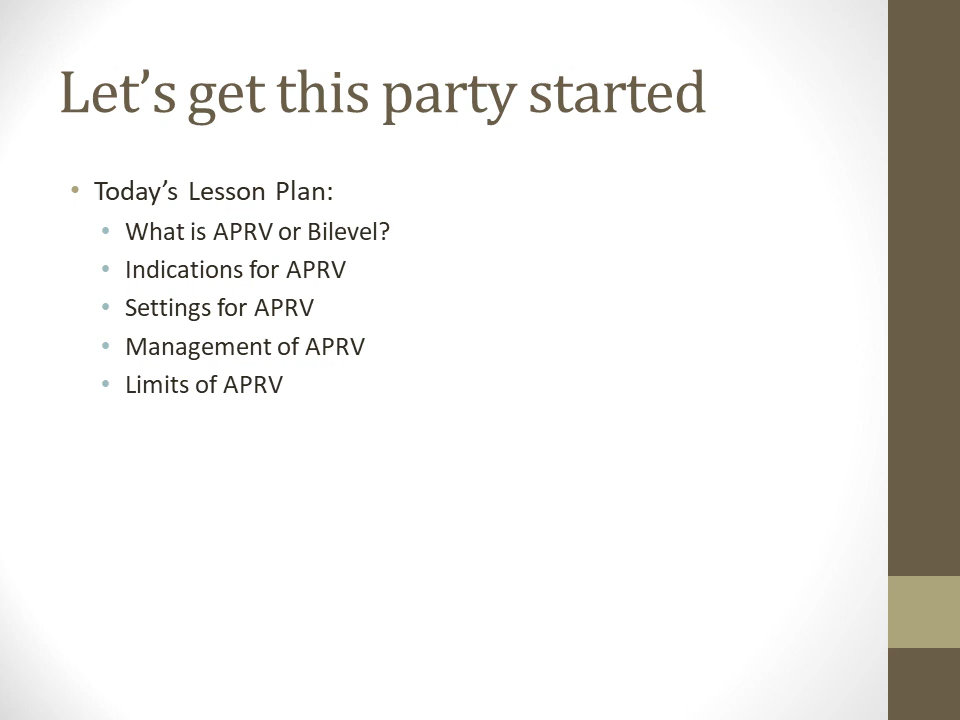 Let’s get this party started
• Today’s Lesson Plan:
• What is APRV or Bilevel?
• Indications for APRV
• Settings for APRV
• Management of APRV
• Limits of APRV